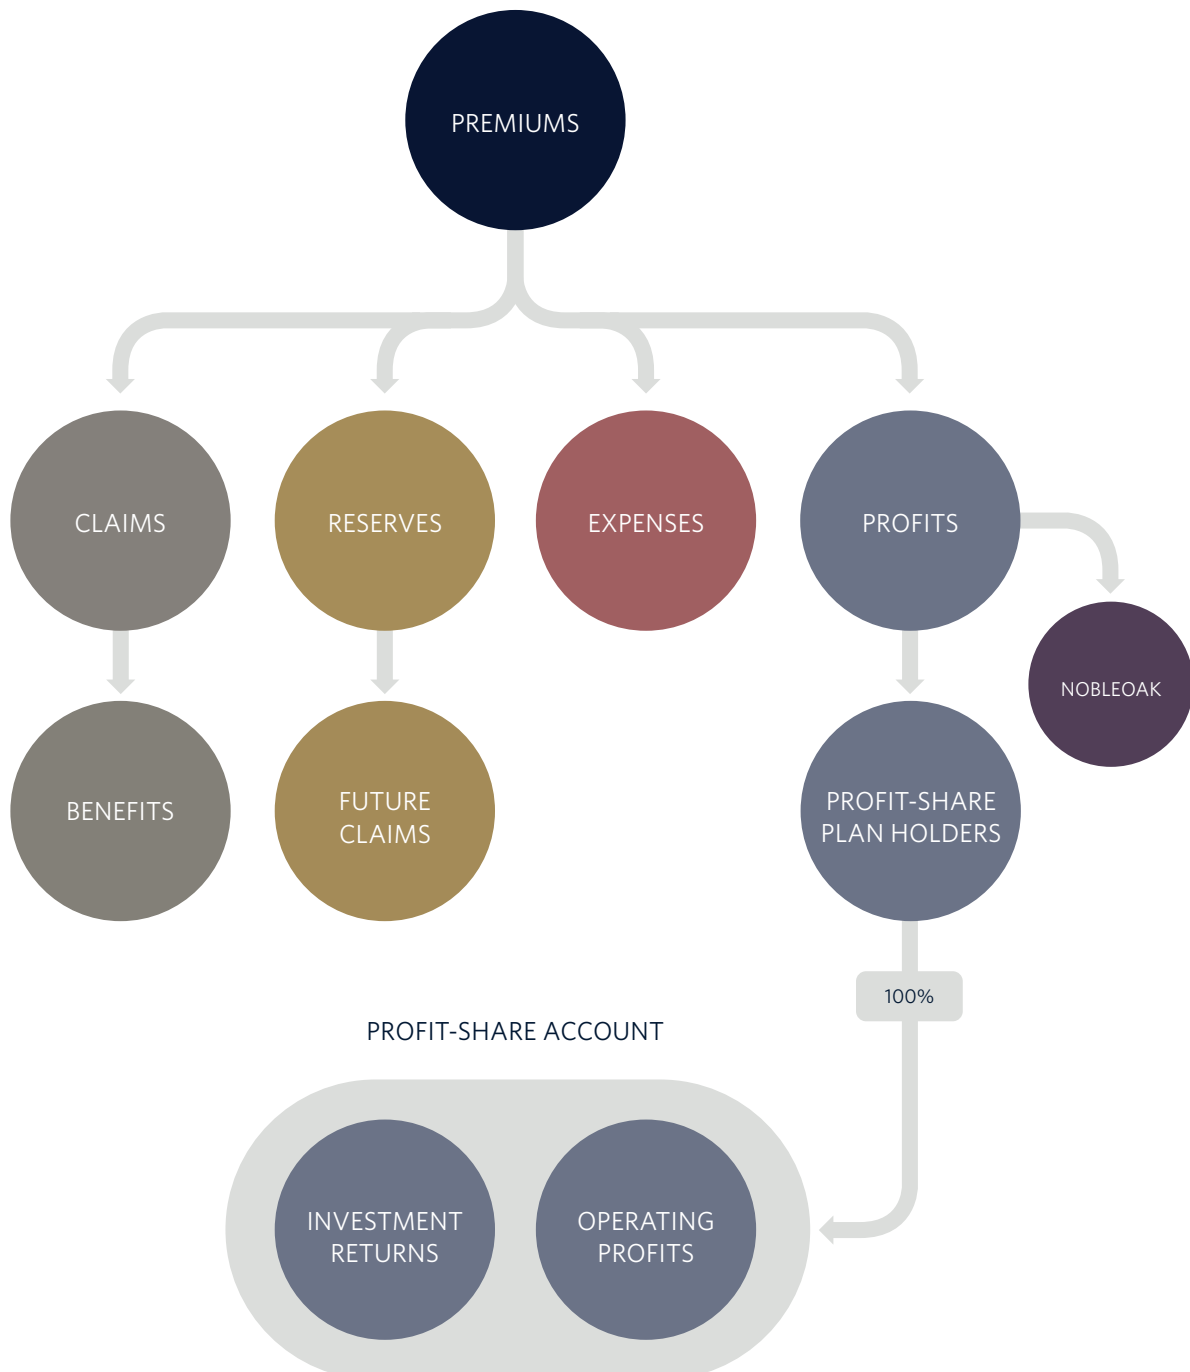 PREMIUMS
CLAIMS
RESERVES
EXPENSES
PROFITS
NOBLEOAK
BENEFITS
FUTURE
CLAIMS
PROFIT-SHARE
PLAN HOLDERS
100%
PROFIT-SHARE ACCOUNT
INVESTMENT
RETURNS
OPERATING
PROFITS